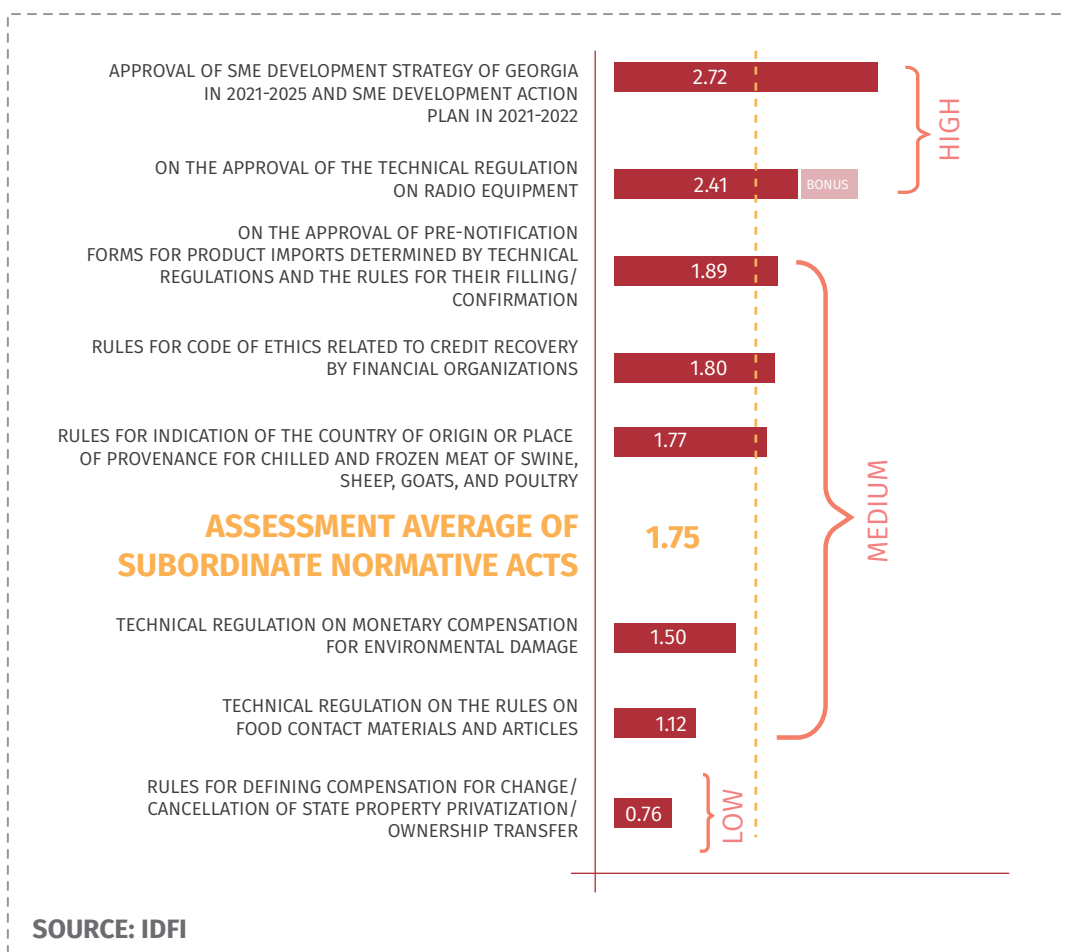 APPROVAL OF SME DEVELOPMENT STRATEGY OF GEORGIA
IN 2021-2025 AND SME DEVELOPMENT ACTION
PLAN IN 2021-2022
2.72
HIGH
ON THE APPROVAL OF THE TECHNICAL REGULATION
ON RADIO EQUIPMENT
2.41
BONUS
ON THE APPROVAL OF PRE-NOTIFICATION
FORMS FOR PRODUCT IMPORTS DETERMINED BY TECHNICAL
REGULATIONS AND THE RULES FOR THEIR FILLING/
CONFIRMATION
1.89
RULES FOR CODE OF ETHICS RELATED TO CREDIT RECOVERY
BY FINANCIAL ORGANIZATIONS
1.80
RULES FOR INDICATION OF THE COUNTRY OF ORIGIN OR PLACE
OF PROVENANCE FOR CHILLED AND FROZEN MEAT OF SWINE,
SHEEP, GOATS, AND POULTRY
1.77
MEDIUM
ASSESSMENT AVERAGE OF
SUBORDINATE NORMATIVE ACTS
1.75
TECHNICAL REGULATION ON MONETARY COMPENSATION
FOR ENVIRONMENTAL DAMAGE
1.50
TECHNICAL REGULATION ON THE RULES ON
FOOD CONTACT MATERIALS AND ARTICLES
1.12
RULES FOR DEFINING COMPENSATION FOR CHANGE/
CANCELLATION OF STATE PROPERTY PRIVATIZATION/
OWNERSHIP TRANSFER
0.76
LOW
SOURCE: IDFI